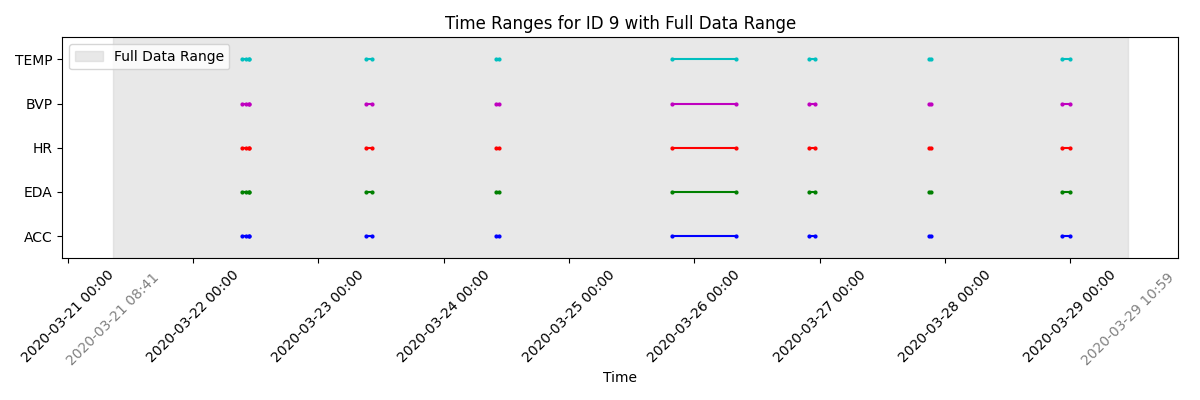 Time Ranges for ID 9 with Full Data Range
Full Data Range
TEMP
BVP
HR
EDA
ACC
2020-03-21 00:00
2020-03-21 08:41
2020-03-22 00:00
2020-03-23 00:00
2020-03-24 00:00
2020-03-25 00:00
2020-03-26 00:00
2020-03-27 00:00
2020-03-28 00:00
2020-03-29 00:00
2020-03-29 10:59
Time